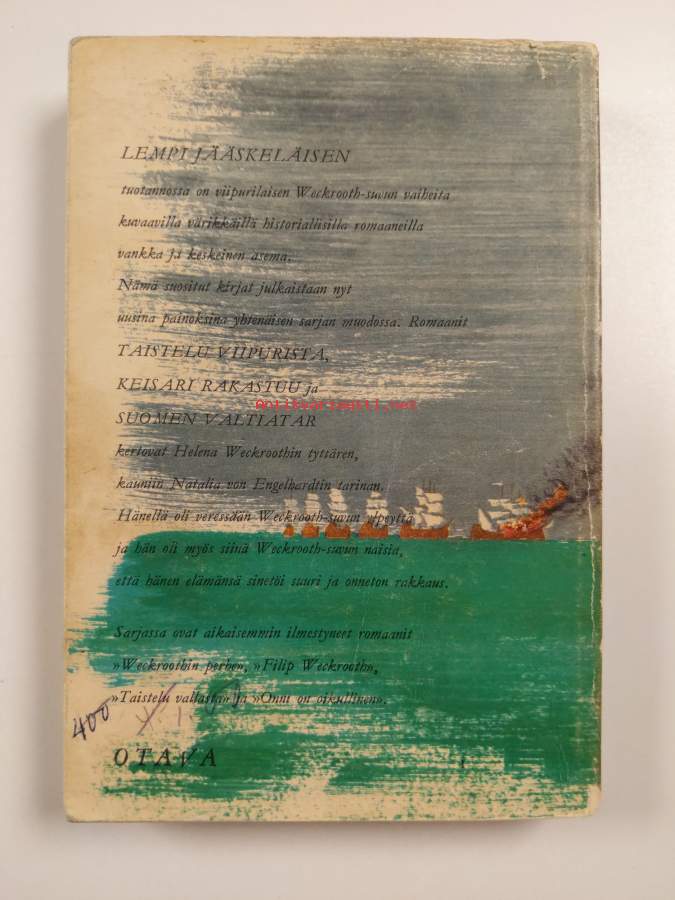 LEMPI JÄÄSKELÄISEN
tuotannossa on viipurilaisen Weckrooth-suvun vaiheita
kuvaavilla värikkäillä historiallisilla romaaneilla
vankka ja keskeinen asema.
Nämä suositut kirjat julkaistaan nyt
uusina painoksina yhtenäisen sarjan muodossa. Romaanit
TAISTELU VIIPURISTA,
KEISARI RAKASTUU ja
Antikvariaatti.net
SUOMEN VALTIATAR
kertovat Helena Weckroothin tyttären,
kauniin Natalia von Engelhardtin tarinan.
Hänellä oli veressään Weckrooth-suvun ylpeyttä
ja hän oli myös siinä Weckrooth-suvun naisia,
että hänen elämänsä sinetöi suuri ja onneton rakkaus.
Sarjassa ovat aikaisemmin ilmestyneet romaanit
»Weckroothin perhe», »Filip Weckrooth»,
»Taistelu vallasta» ja »Onni on oikullinen».
400
OTAVA